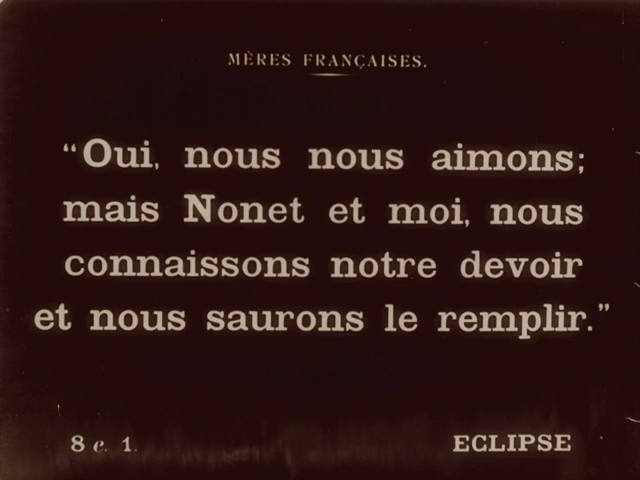 MÈRES FRANÇAISES.
“Oui, nous nous aimons;
mais Nonet et moi, nous
connaissons notre devoir
et nous saurons le remplir.”
8 e. 1.
ECLIPSE